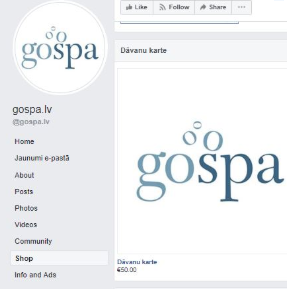 gospa
Like Follow Share ...
Dāvanu karte
gospa.lv
@gospa.lv
Home
Jaunumi e-pastā
About
Posts
Photos
Videos
Community
Shop
Info and Ads
gospa
Dāvanu karte
€50.00